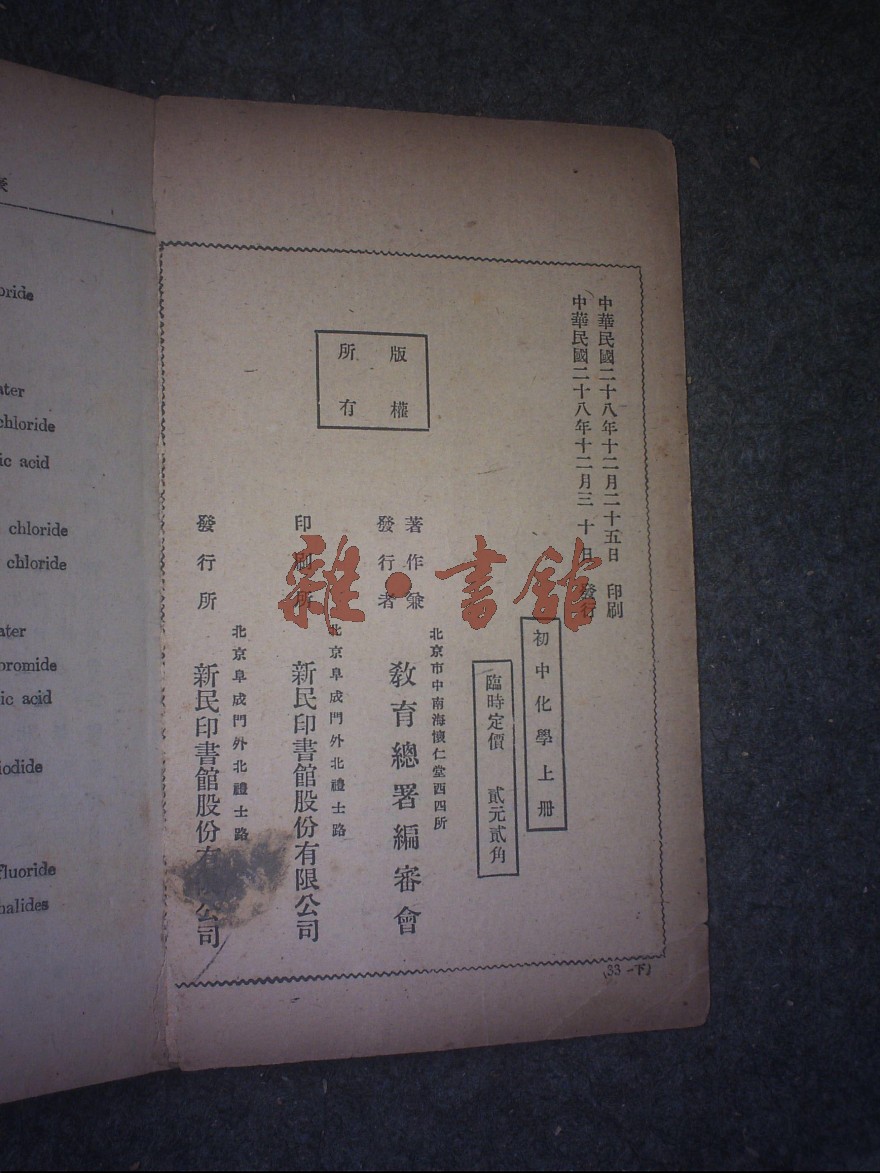 中華民國二十八年十二月二十五日 印刷
中華民國二十八年十二月三十日 發行
初中化學上册
臨時定價 貳元貳角
版權
所有
著作兼
發行者
北京市中南海懷仁堂西四所
敎育總署編審會
印刷所
北京阜成門外北禮士路
新民印書館股份有限公司
發行所
北京阜成門外北禮士路
新民印書館股份有限公司
(33-下)
雜·書館
oride
ater
chloride
ic acid
chloride
chloride
ater
bromide
ic acid
iodide
fluoride
halides